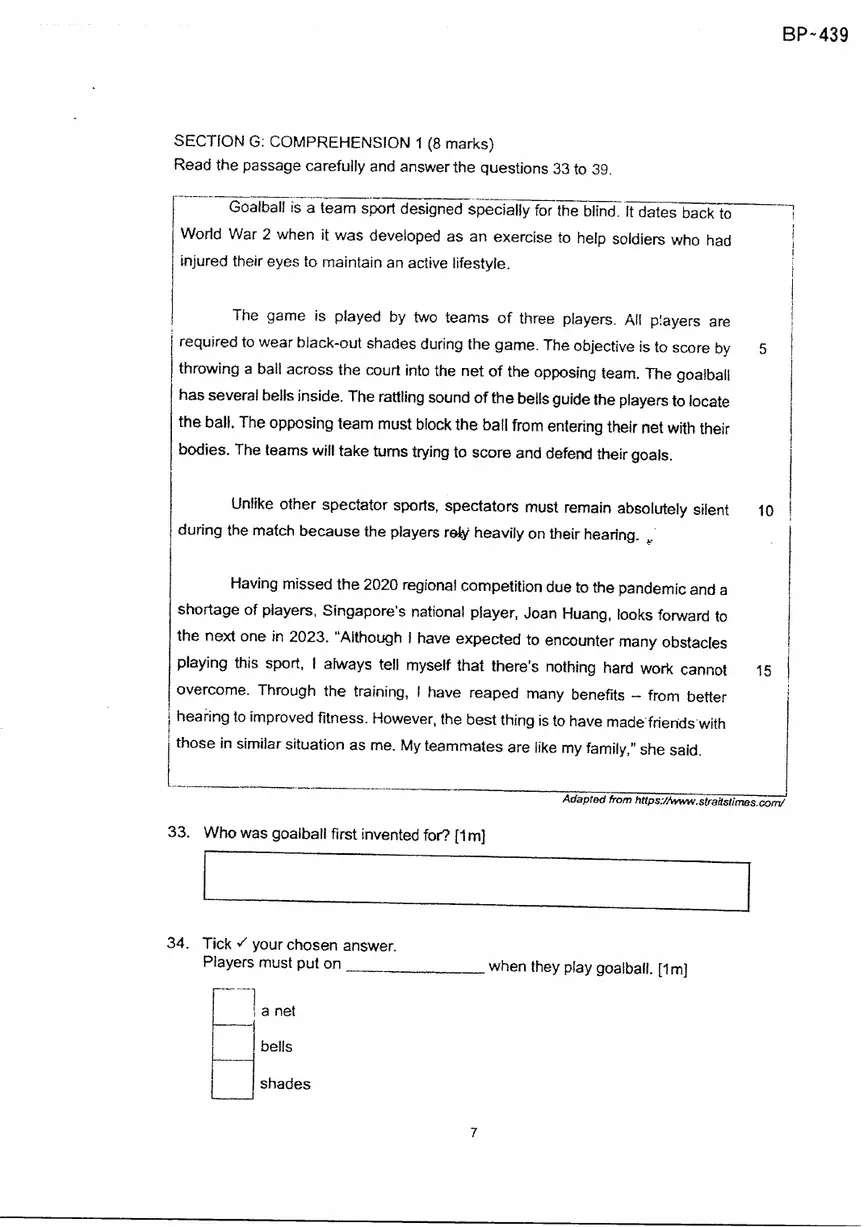 BP-439
SECTION G: COMPREHENSION 1 (8 marks)
Read the passage carefully and answer the questions 33 to 39.
Goalball is a team sport designed specially for the blind. It dates back to
World War 2 when it was developed as an exercise to help soldiers who had
injured their eyes to maintain an active lifestyle.
The game is played by two teams of three players. All players are
required to wear black-out shades during the game. The objective is to score by 5
throwing a ball across the court into the net of the opposing team. The goalball
has several bells inside. The rattling sound of the bells guide the players to locate
the ball. The opposing team must block the ball from entering their net with their
bodies. The teams will take turns trying to score and defend their goals.
Unlike other spectator sports, spectators must remain absolutely silent 10
during the match because the players rely heavily on their hearing.
Having missed the 2020 regional competition due to the pandemic and a
shortage of players, Singapore's national player, Joan Huang, looks forward to
the next one in 2023. "Although I have expected to encounter many obstacles
playing this sport, I always tell myself that there's nothing hard work cannot 15
overcome. Through the training, I have reaped many benefits – from better
hearing to improved fitness. However, the best thing is to have made friends with
those in similar situation as me. My teammates are like my family," she said.
Adapted from https://www.straitstimes.com/
33. Who was goalball first invented for? [1m]
34. Tick ✓ your chosen answer.
Players must put on _______________ when they play goalball. [1m]
a net
bells
shades
7